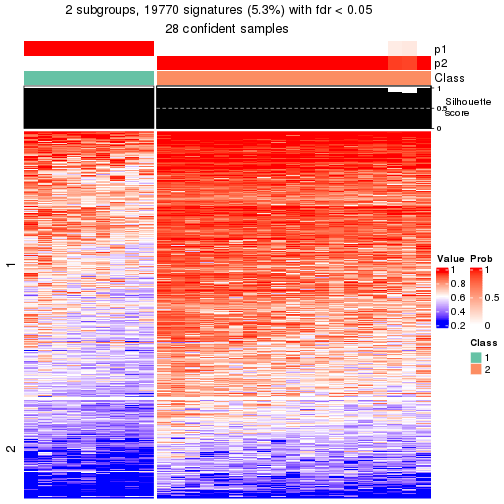 2 subgroups, 19770 signatures (5.3%) with fdr < 0.05
28 confident samples
p1
p2
Class
1
0.5
0
Silhouette
score
1
2
Value
1
0.8
0.6
0.4
0.2
Prob
1
0.5
0
Class
1
2